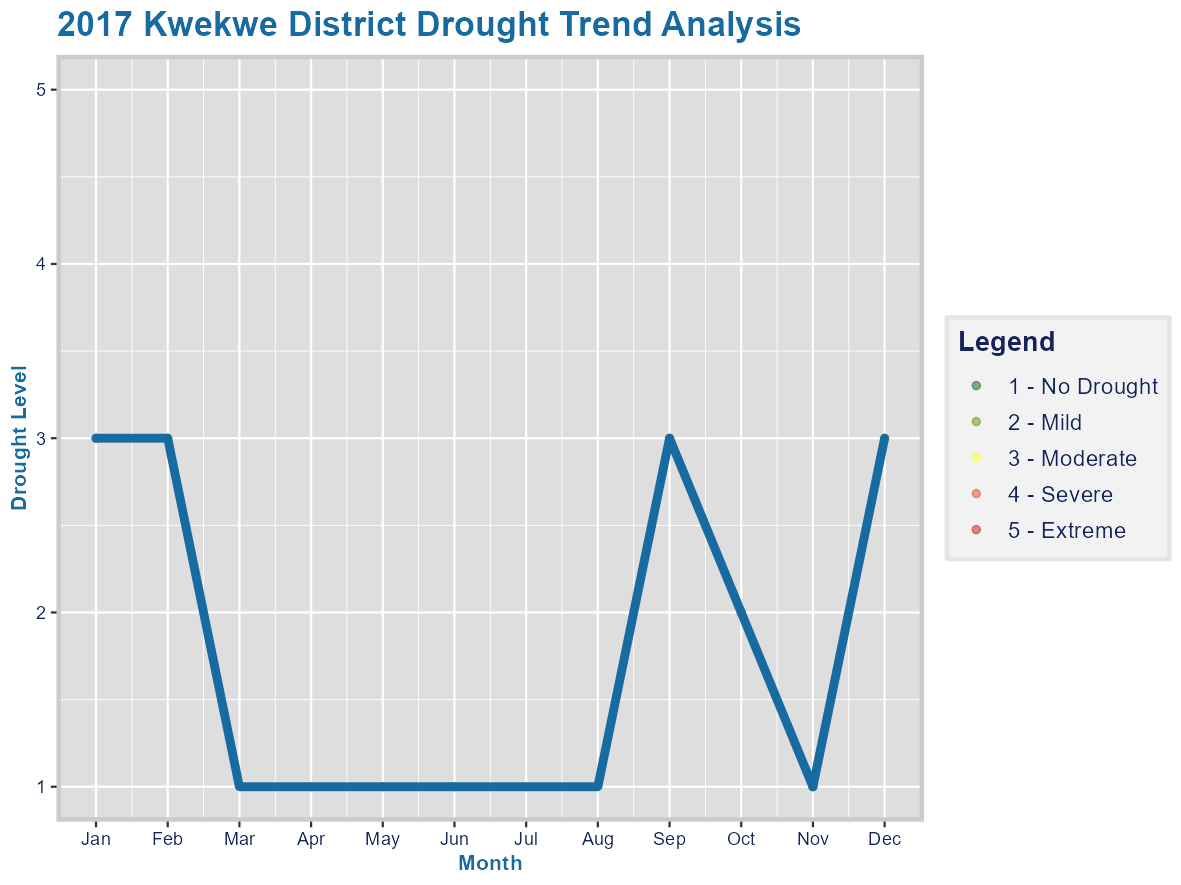 2017 Kwekwe District Drought Trend Analysis
5
4
3
2
1
Drought Level
Jan Feb Mar Apr May Jun Jul Aug Sep Oct Nov Dec
Month
Legend
1 - No Drought
2 - Mild
3 - Moderate
4 - Severe
5 - Extreme